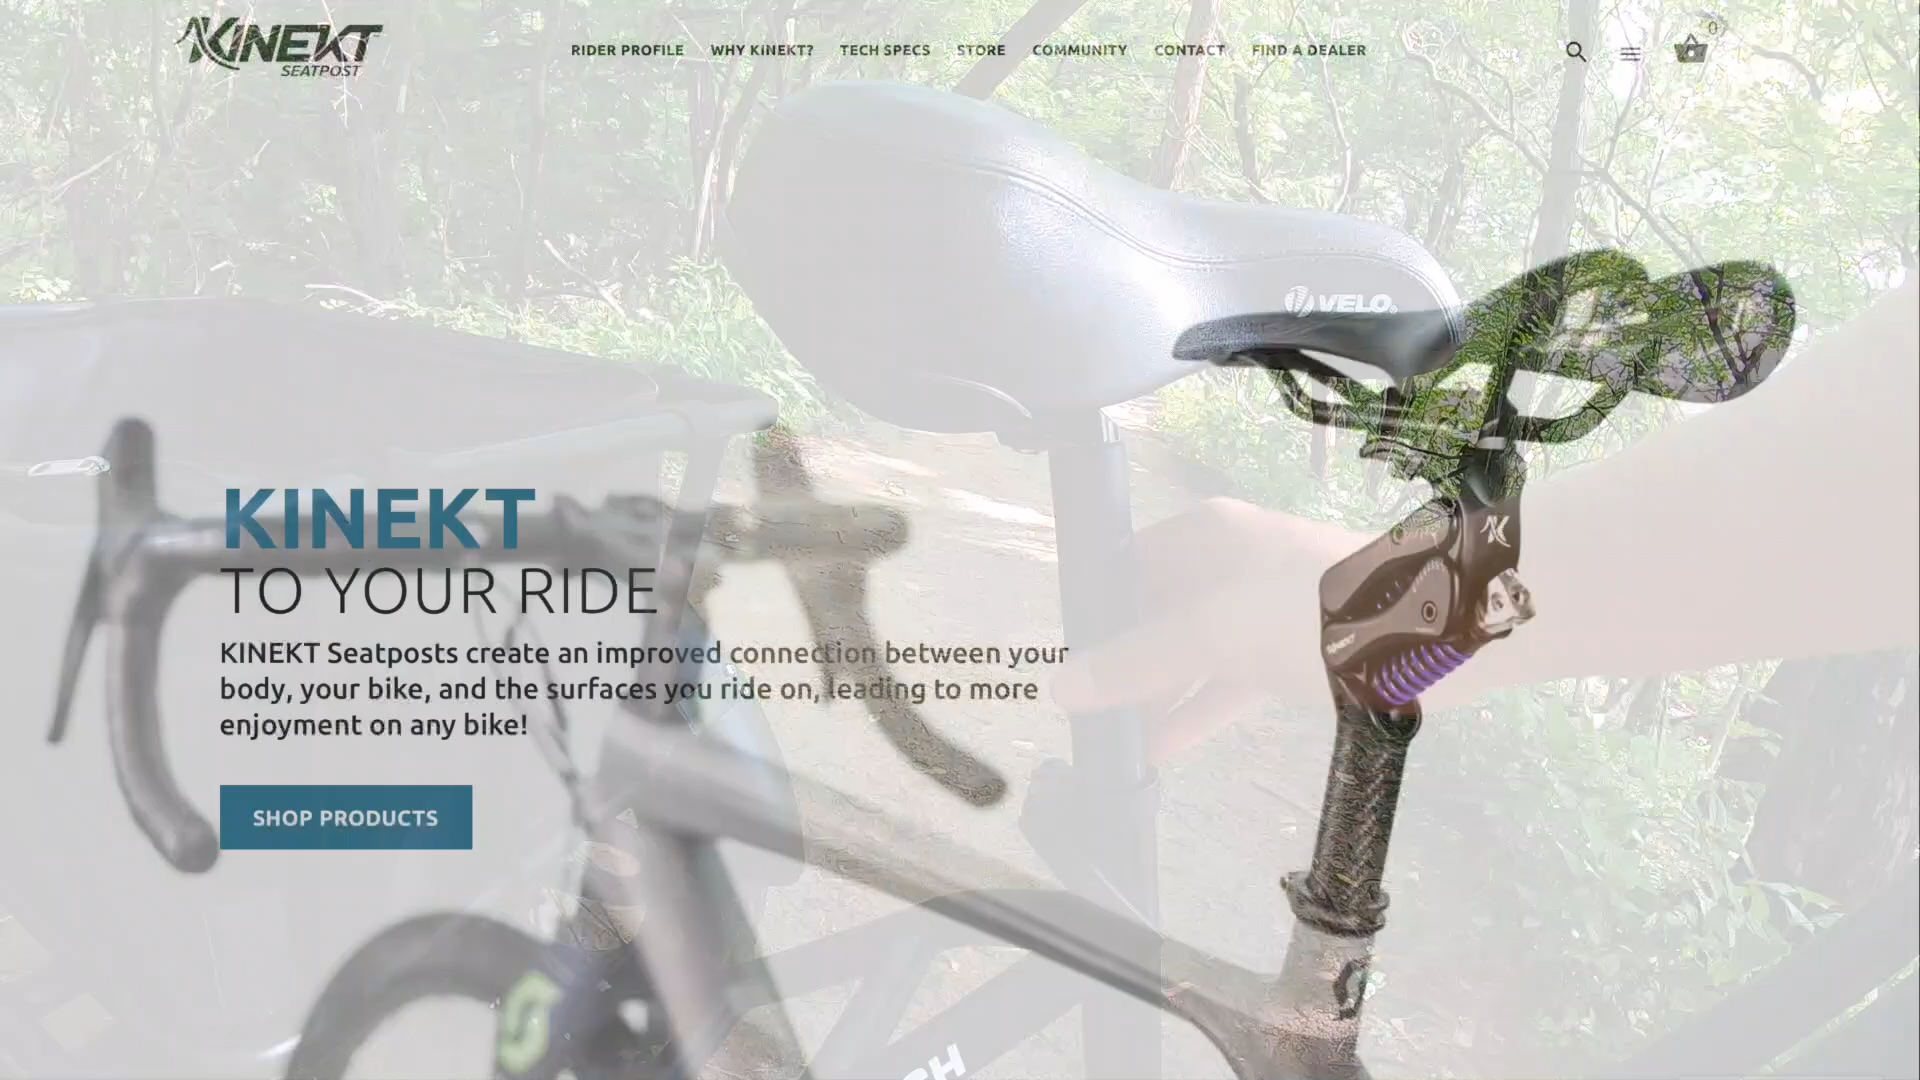 KINEKT
SEATPOST
RIDER PROFILE
WHY KiNEKT?
TECH SPECS
STORE
COMMUNITY
CONTACT
FIND A DEALER
0
VELO
KINEKT
TO YOUR RIDE
KINEKT Seatposts create an improved connection between your
body, your bike, and the surfaces you ride on, leading to more
enjoyment on any bike!
SHOP PRODUCTS